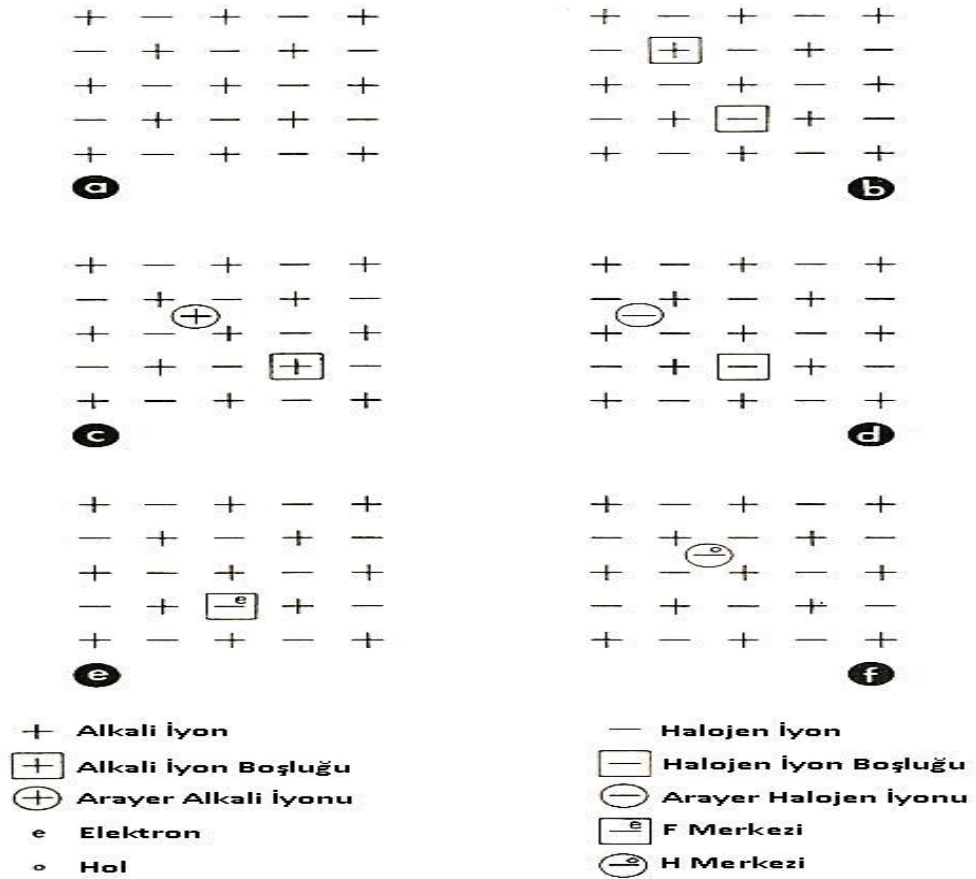 + − + − +
− + − + −
+ − + − +
− + − + −
+ − + − +
a
+ − + − +
− + − + −
+ − + − +
− + − + −
+ − + − +
b
+ − + − +
− + − + −
+
+ − + − +
− + − + −
+ − + − +
c
+ − + − +
− + − + −
−
+ − + − +
− + − + −
+ − + − +
d
+ − + − +
− + − + −
+ − + − +
− + − e + −
+ − + − +
e
+ − + − +
− + − + −
− o
+ − + − +
− + − + −
+ − + − +
f
+ Alkali İyon
+ Alkali İyon Boşluğu
+ Arayer Alkali İyonu
e Elektron
o Hol
− Halojen İyon
− Halojen İyon Boşluğu
− Arayer Halojen İyonu
− e F Merkezi
− o H Merkezi